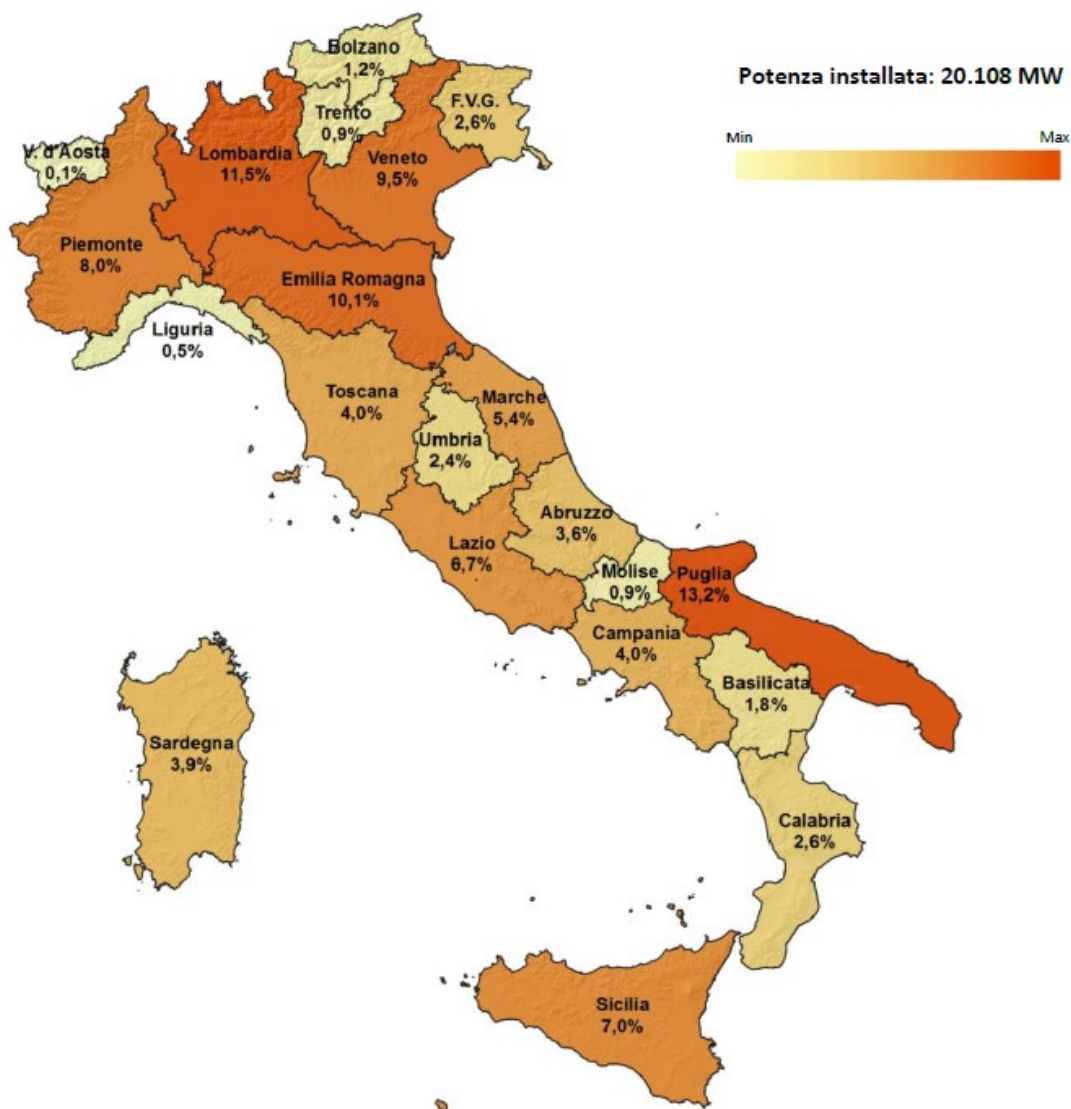 Bolzano
1,2%
Potenza installata: 20.108 MW
Min
Max
F.V.G.
2,6%
Trento
0,9%
V. d'Aosta
0,1%
Lombardia
11,5%
Veneto
9,5%
Piemonte
8,0%
Emilia Romagna
10,1%
Liguria
0,5%
Toscana
4,0%
Marche
5,4%
Umbria
2,4%
Abruzzo
3,6%
Lazio
6,7%
Molise
0,9%
Puglia
13,2%
Campania
4,0%
Basilicata
1,8%
Sardegna
3,9%
Calabria
2,6%
Sicilia
7,0%